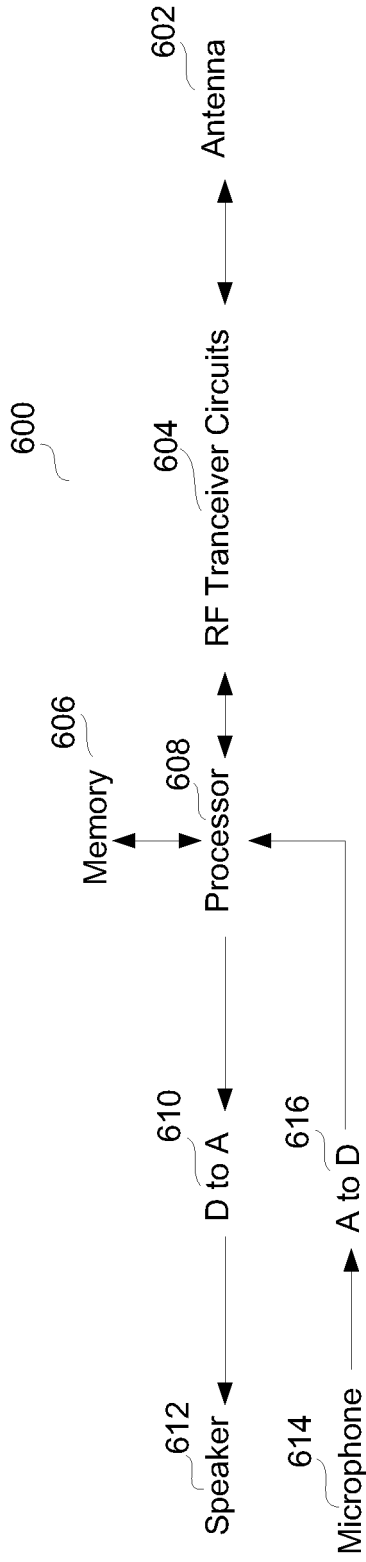 600
602
Antenna
604
RF Tranceiver Circuits
606
Memory
608
Processor
610
D to A
612
Speaker
616
A to D
614
Microphone